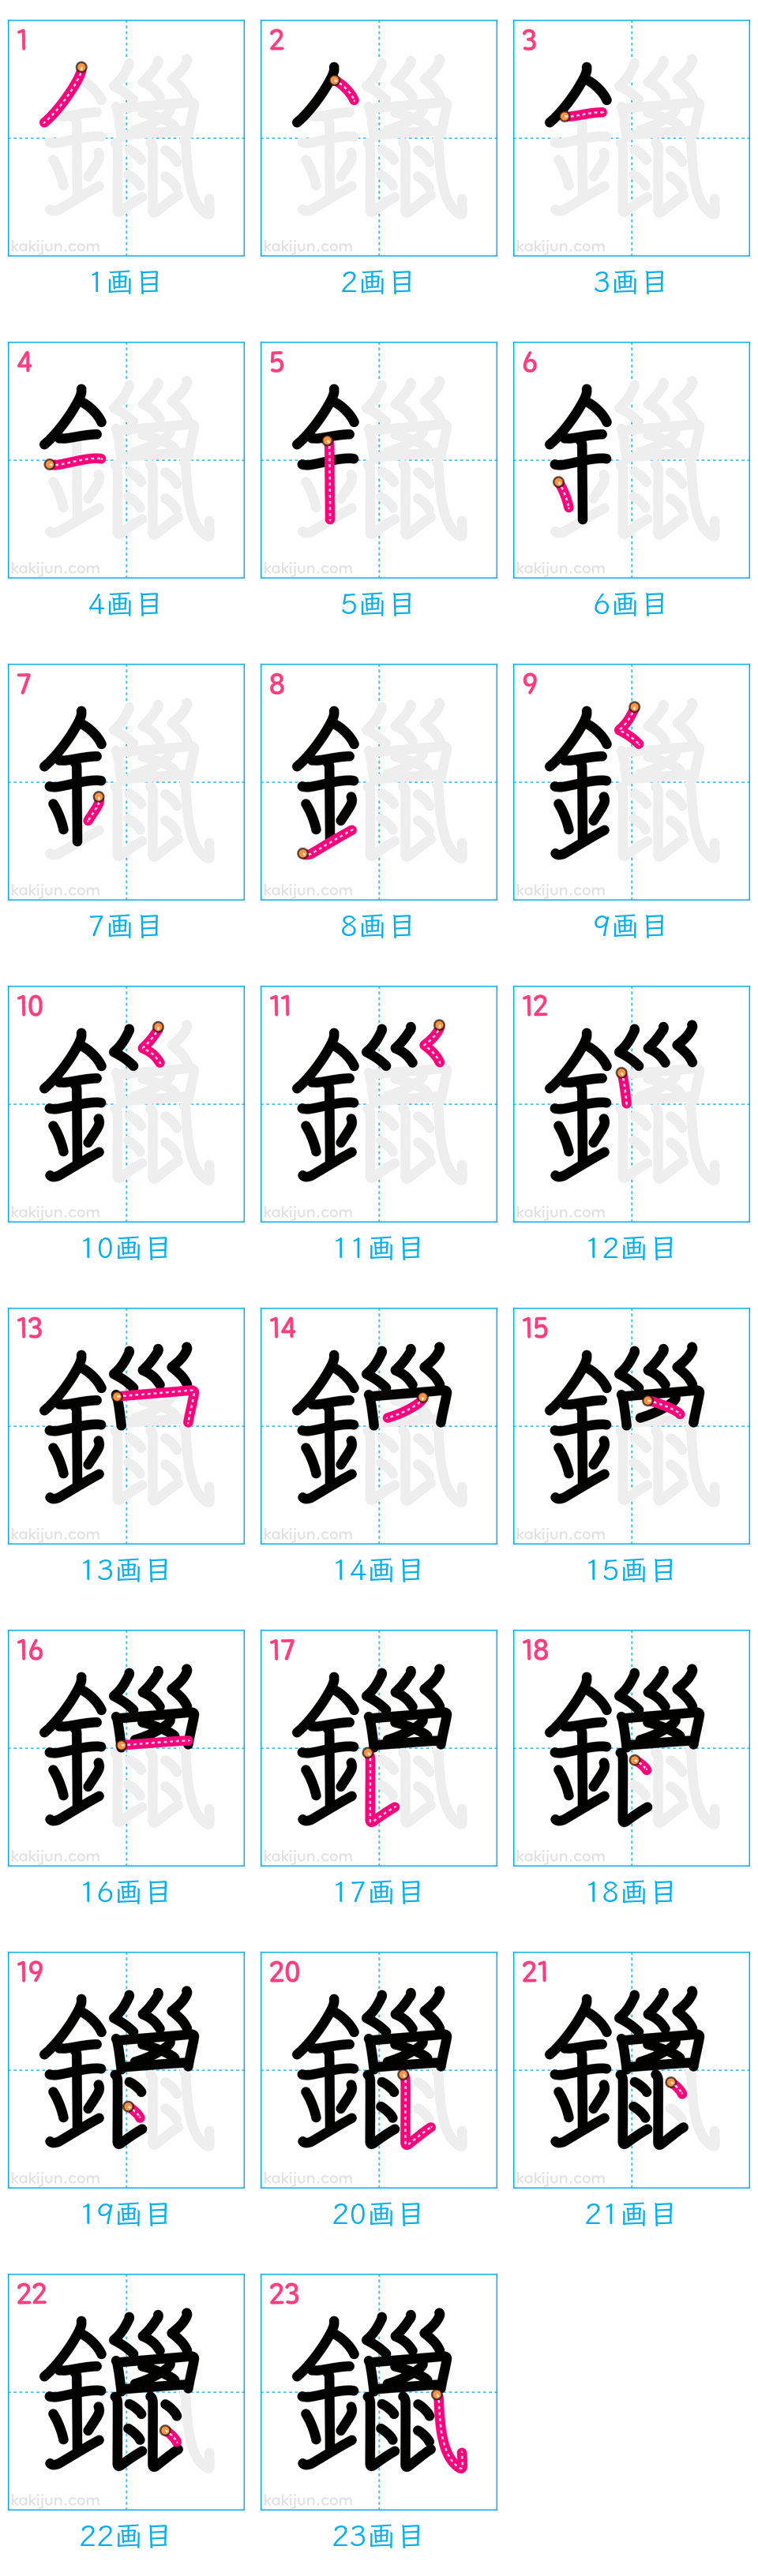 1 2 3
kakijun.com kakijun.com kakijun.com
1画目 2画目 3画目
4 5 6
kakijun.com kakijun.com kakijun.com
4画目 5画目 6画目
7 8 9
kakijun.com kakijun.com kakijun.com
7画目 8画目 9画目
10 11 12
kakijun.com kakijun.com kakijun.com
10画目 11画目 12画目
13 14 15
kakijun.com kakijun.com kakijun.com
13画目 14画目 15画目
16 17 18
kakijun.com kakijun.com kakijun.com
16画目 17画目 18画目
19 20 21
kakijun.com kakijun.com kakijun.com
19画目 20画目 21画目
22 23
鑞 鑞
kakijun.com kakijun.com
22画目 23画目